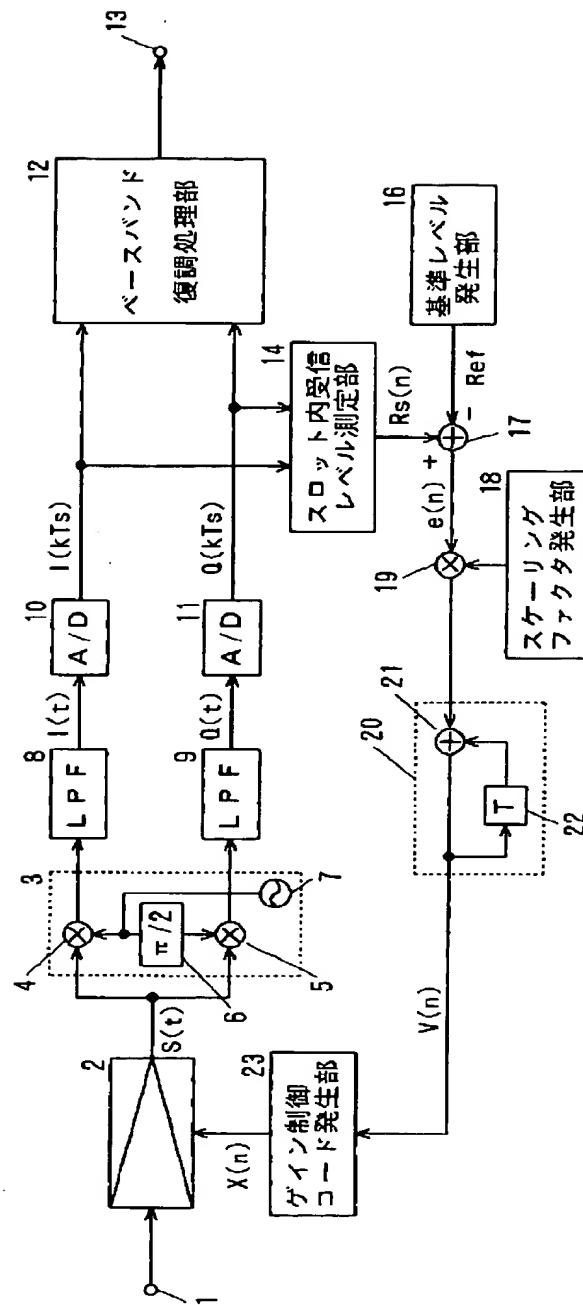 1
2
S(t)
3
4
5
π/2
6
7
8
LPF
9
LPF
I(t)
Q(t)
10
A/D
11
A/D
I(kTs)
Q(kTs)
12
ベースバンド
復調処理部
13
14
スロット内受信
レベル測定部
Rs(n)
16
基準レベル
発生部
Ref
－
+
17
e(n)
18
スケーリング
ファクタ発生部
19
20
21
T
22
V(n)
23
ゲイン制御
コード発生部
X(n)